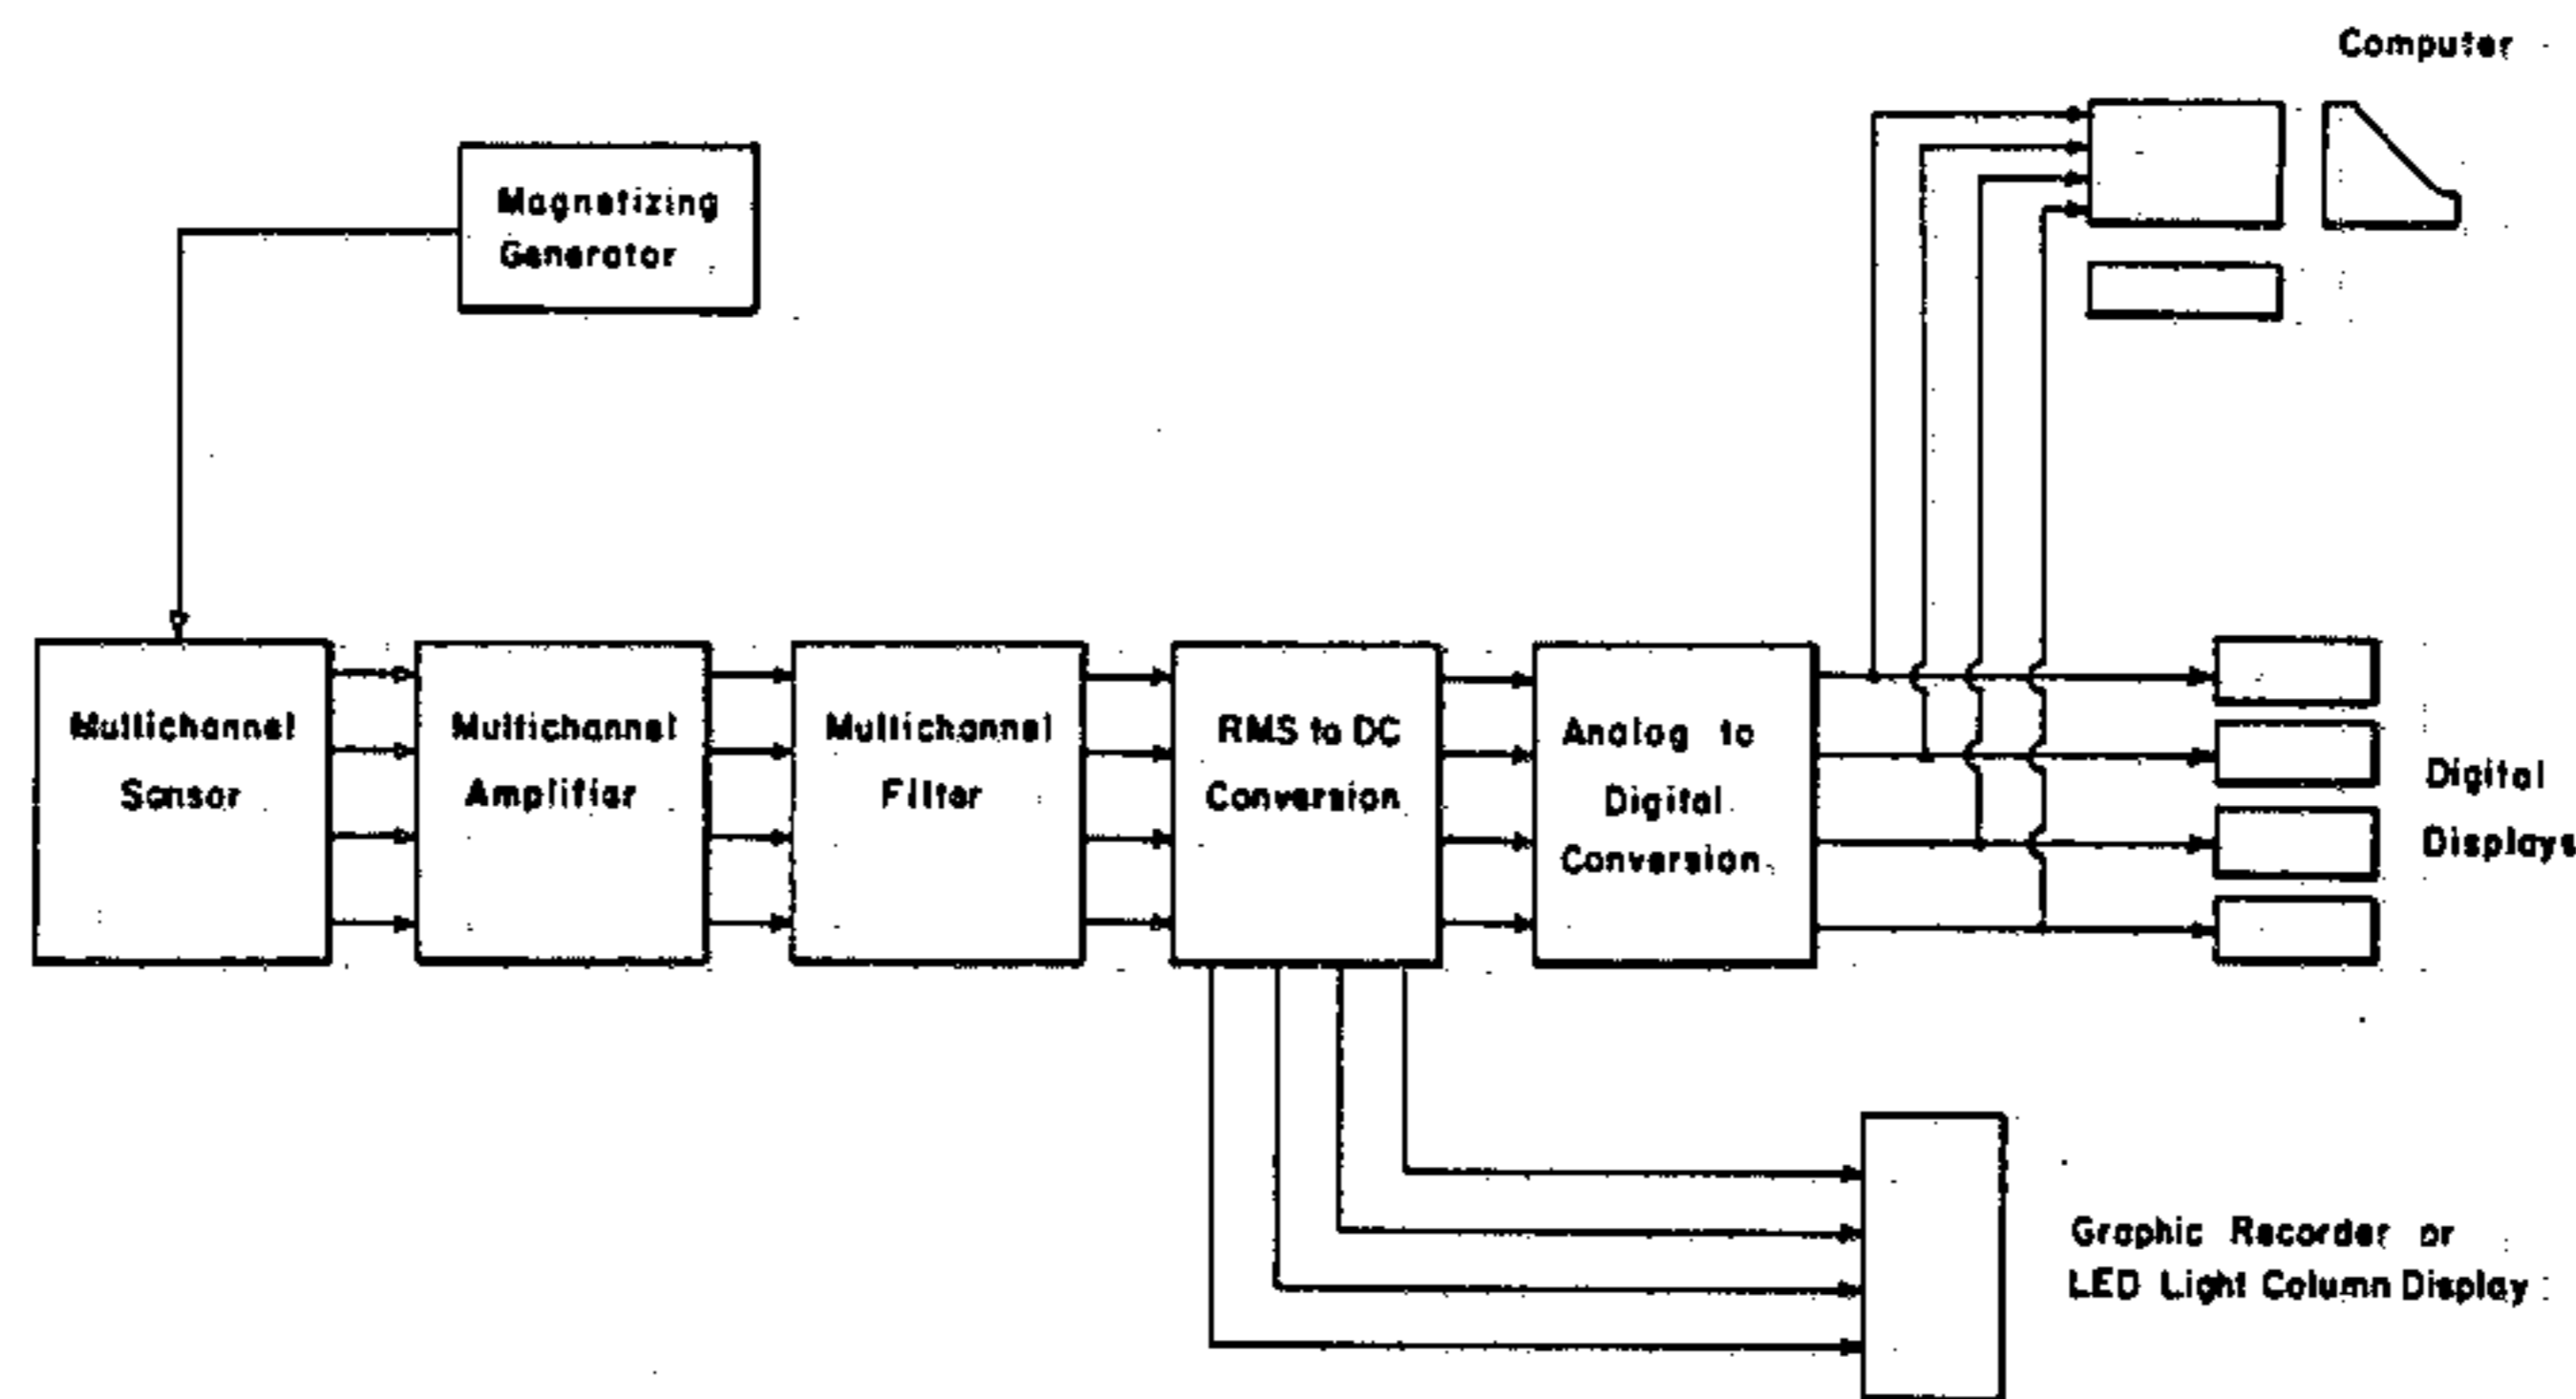 Computer
Magnetizing
Generator
Multichannel
Sensor
Multichannel
Amplifier
Multichannel
Filter
RMS to DC
Conversion
Analog to
Digital
Conversion
Digital
Displays
Graphic Recorder or
LED Light Column Display